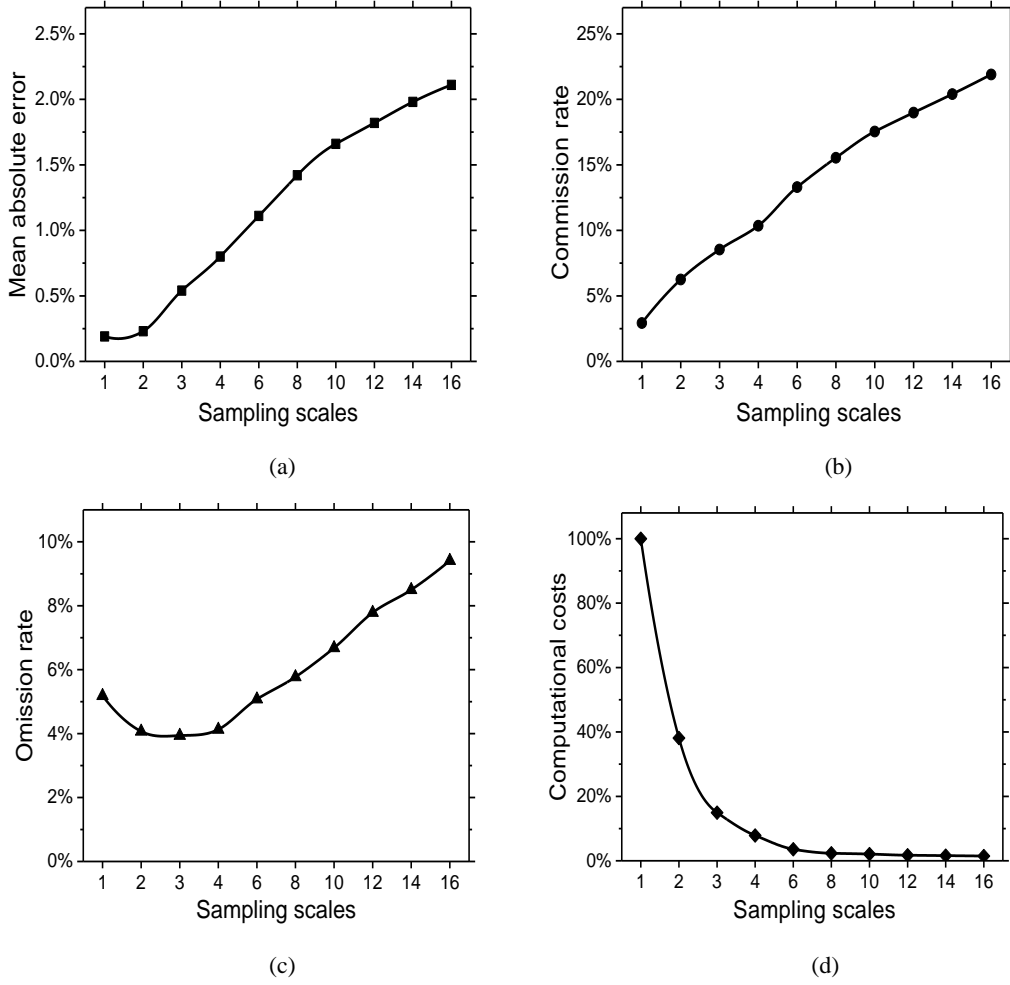 2.5%
2.0%
1.5%
1.0%
0.5%
0.0%
Mean absolute error
1 2 3 4 6 8 10 12 14 16
Sampling scales
(a)
25%
20%
15%
10%
5%
0%
Commission rate
1 2 3 4 6 8 10 12 14 16
Sampling scales
(b)
10%
8%
6%
4%
2%
0%
Omission rate
1 2 3 4 6 8 10 12 14 16
Sampling scales
(c)
100%
80%
60%
40%
20%
0%
Computational costs
1 2 3 4 6 8 10 12 14 16
Sampling scales
(d)